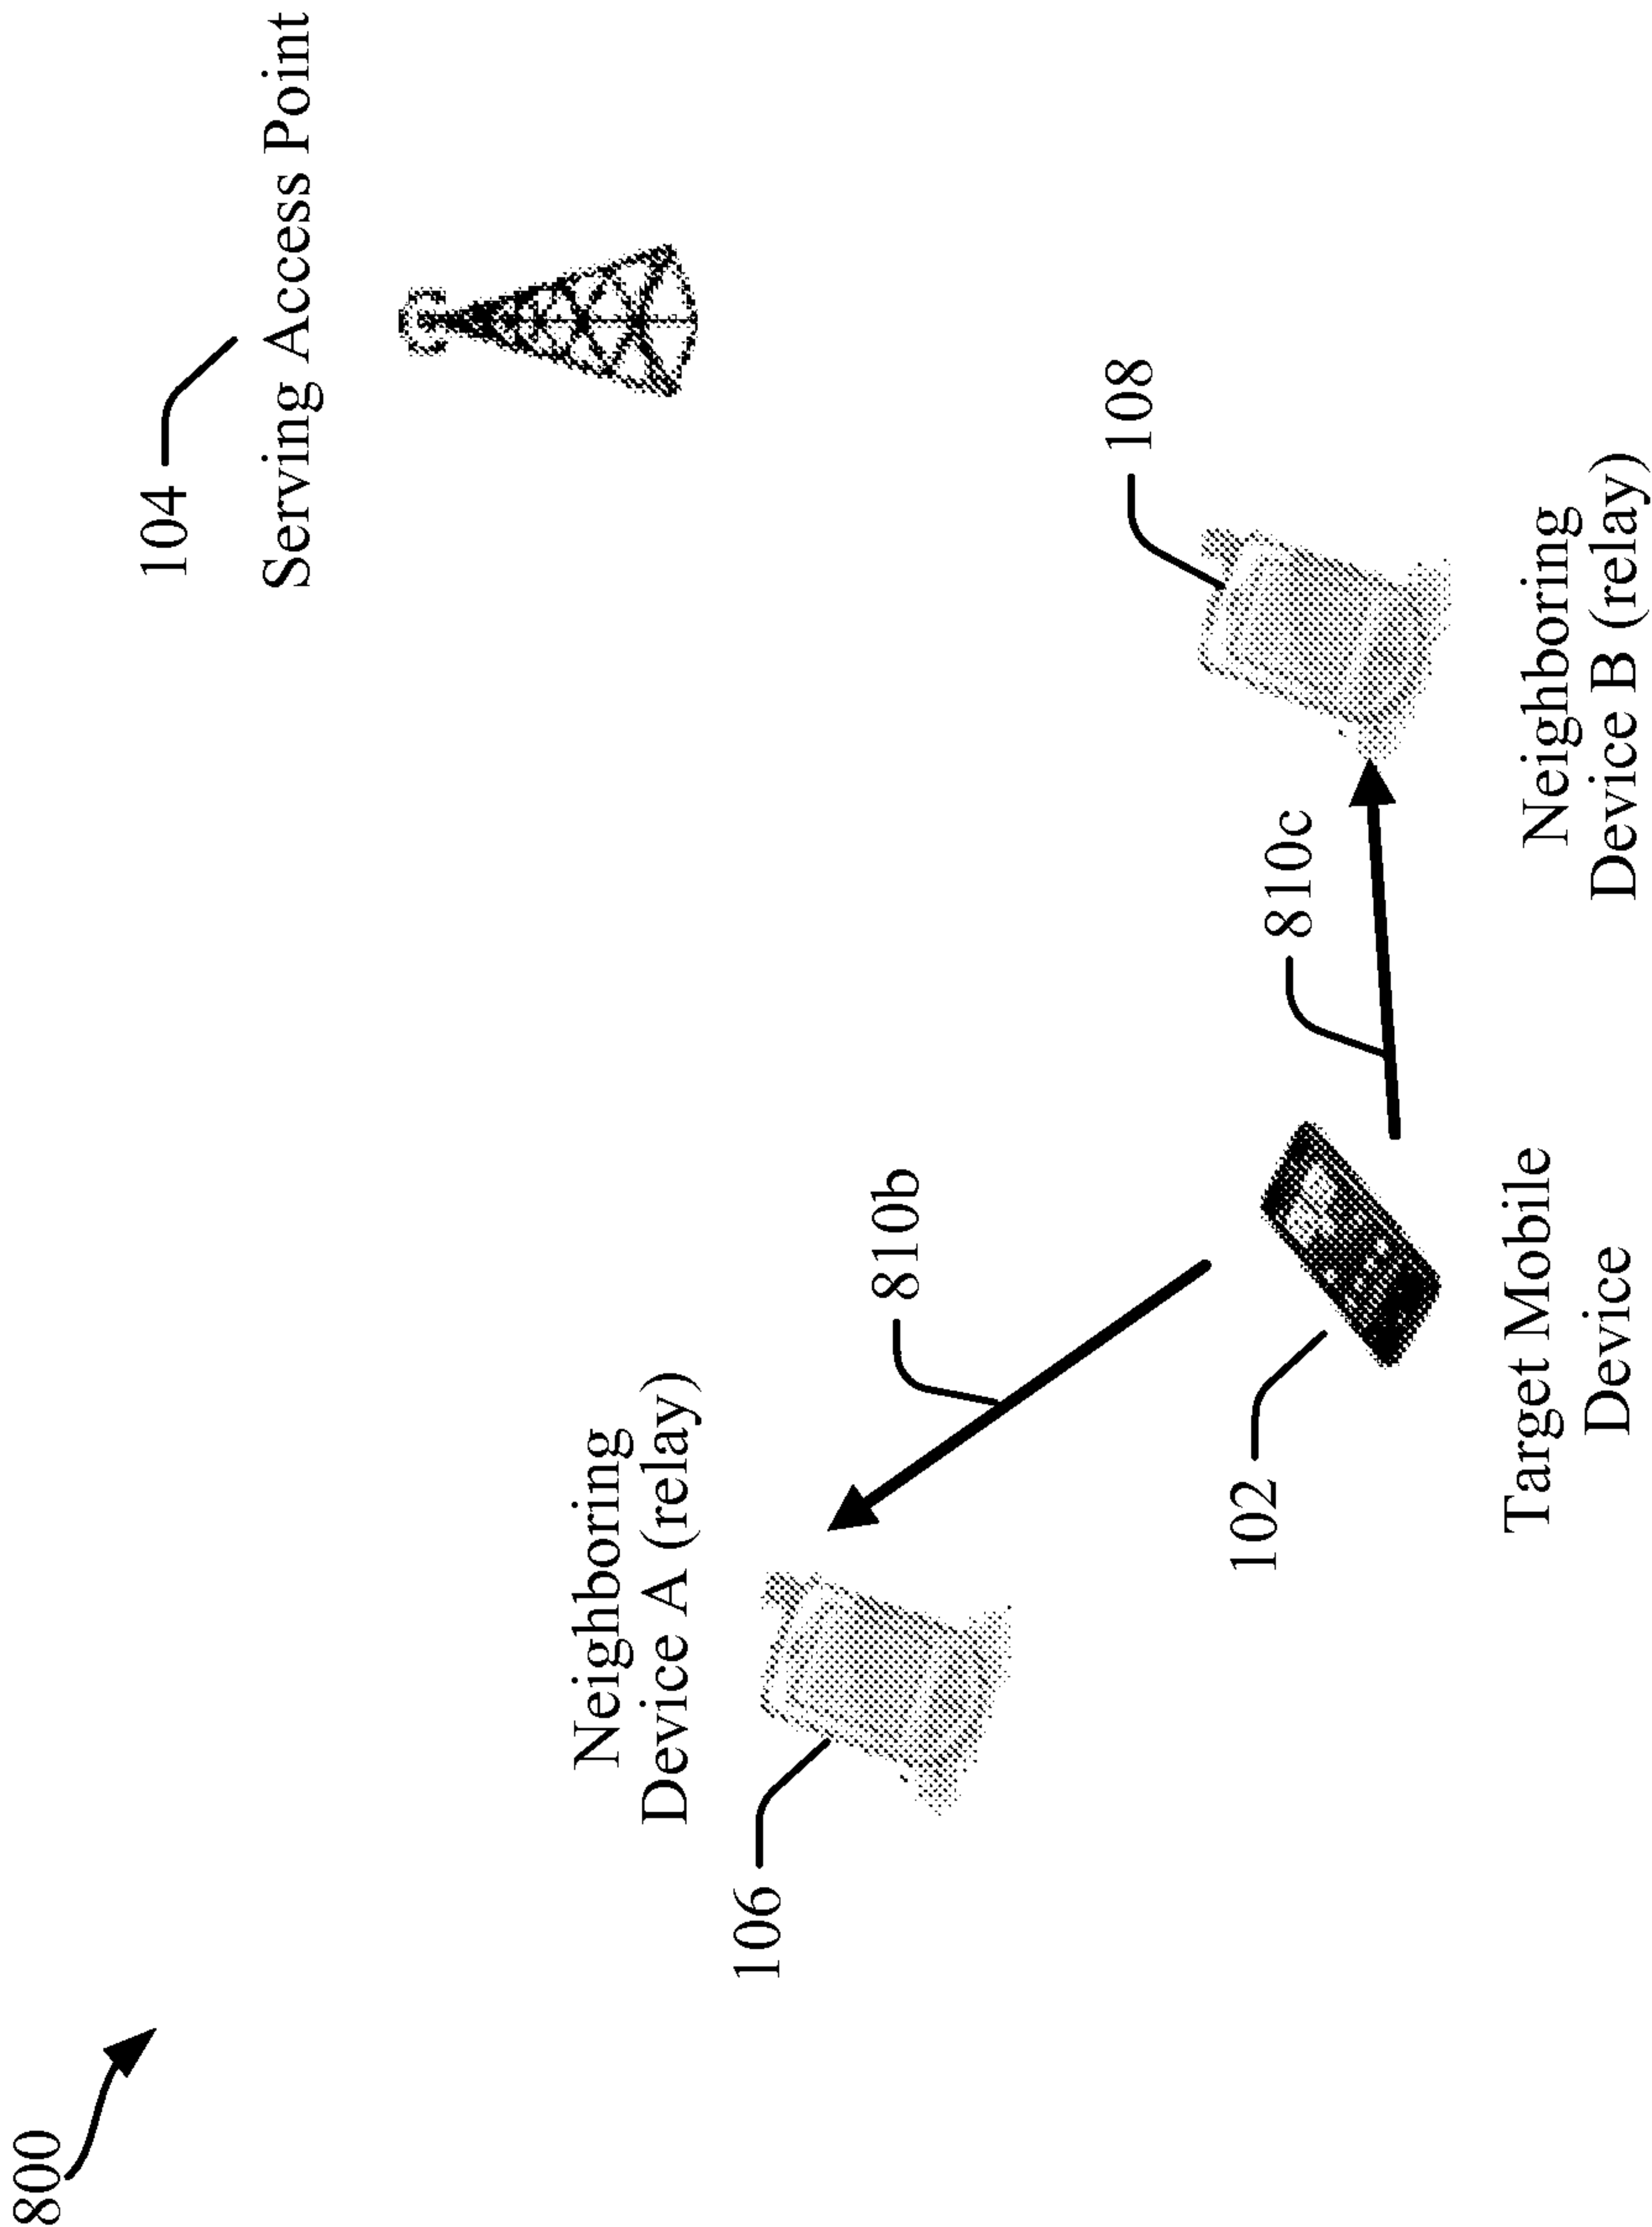 800
104
Serving Access Point
Neighboring
Device A (relay)
106
810b
108
810c
102
Target Mobile
Device
Neighboring
Device B (relay)